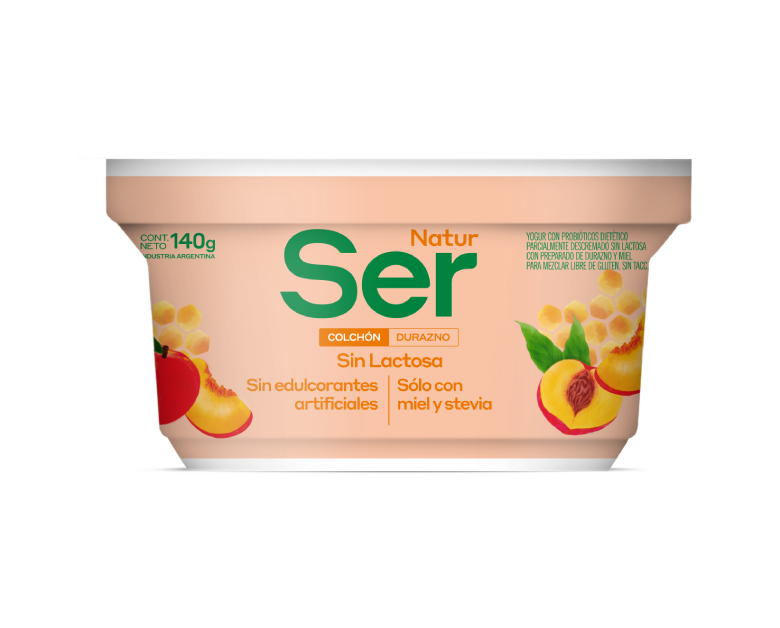 CONT.
NETO 140g
INDUSTRIA ARGENTINA
Natur
Ser
COLCHÓN DURAZNO
Sin Lactosa
Sin edulcorantes
artificiales
Sólo con
miel y stevia
YOGUR CON PROBIÓTICOS DIETÉTICO
PARCIALMENTE DESCREMADO SIN LACTOSA
CON PREPARADO DE DURAZNO Y MIEL
PARA MEZCLAR LIBRE DE GLUTEN. SIN TACC.